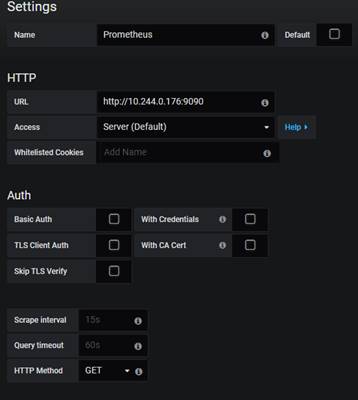 Settings
Name Prometheus Default
HTTP
URL http://10.244.0.176:9090
Access Server (Default) Help
Whitelisted Cookies Add Name
Auth
Basic Auth With Credentials
TLS Client Auth With CA Cert
Skip TLS Verify
Scrape interval 15s
Query timeout 60s
HTTP Method GET